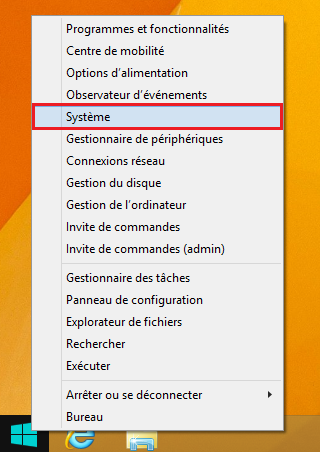 Programmes et fonctionnalités
Centre de mobilité
Options d'alimentation
Observateur d'événements
Système
Gestionnaire de périphériques
Connexions réseau
Gestion du disque
Gestion de l'ordinateur
Invite de commandes
Invite de commandes (admin)
Gestionnaire des tâches
Panneau de configuration
Explorateur de fichiers
Rechercher
Exécuter
Arrêter ou se déconnecter
Bureau